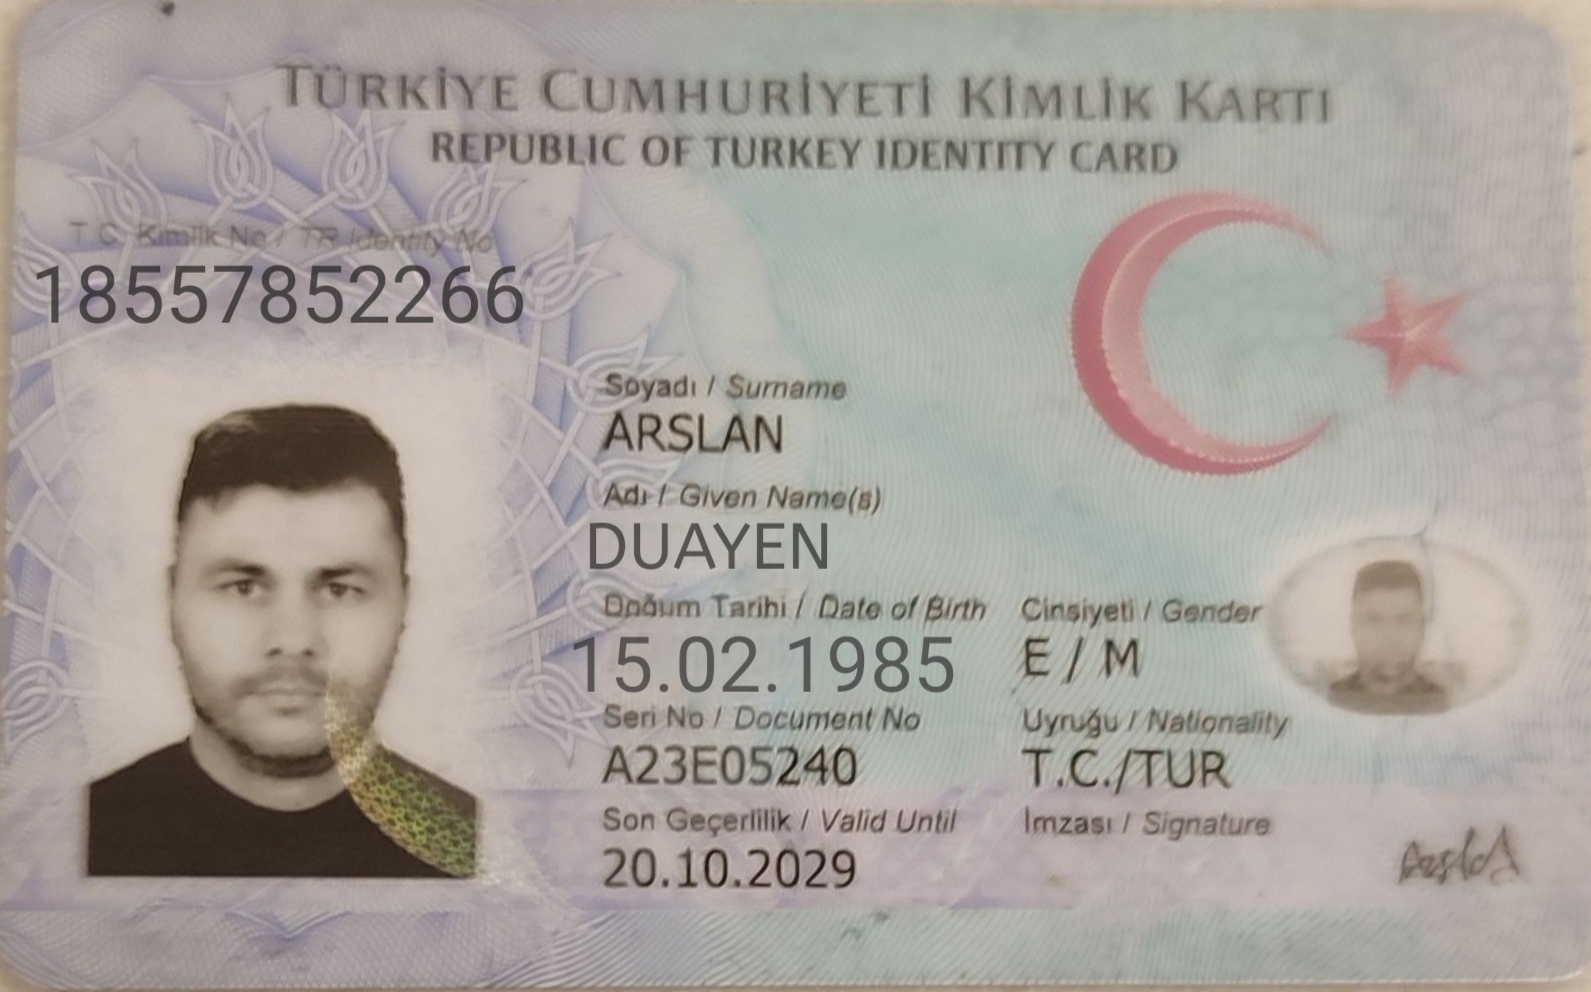 TÜRKİYE CUMHURİYETİ KİMLİK KARTI
REPUBLIC OF TURKEY IDENTITY CARD
T.C. Kimlik No / TR Identity No
18557852266
Soyadı / Surname
ARSLAN
Adı / Given Name(s)
DUAYEN
Doğum Tarihi / Date of Birth
15.02.1985
Cinsiyeti / Gender
E / M
Seri No / Document No
A23E05240
Uyruğu / Nationality
T.C./TUR
Son Geçerlilik / Valid Until
20.10.2029
İmzası / Signature